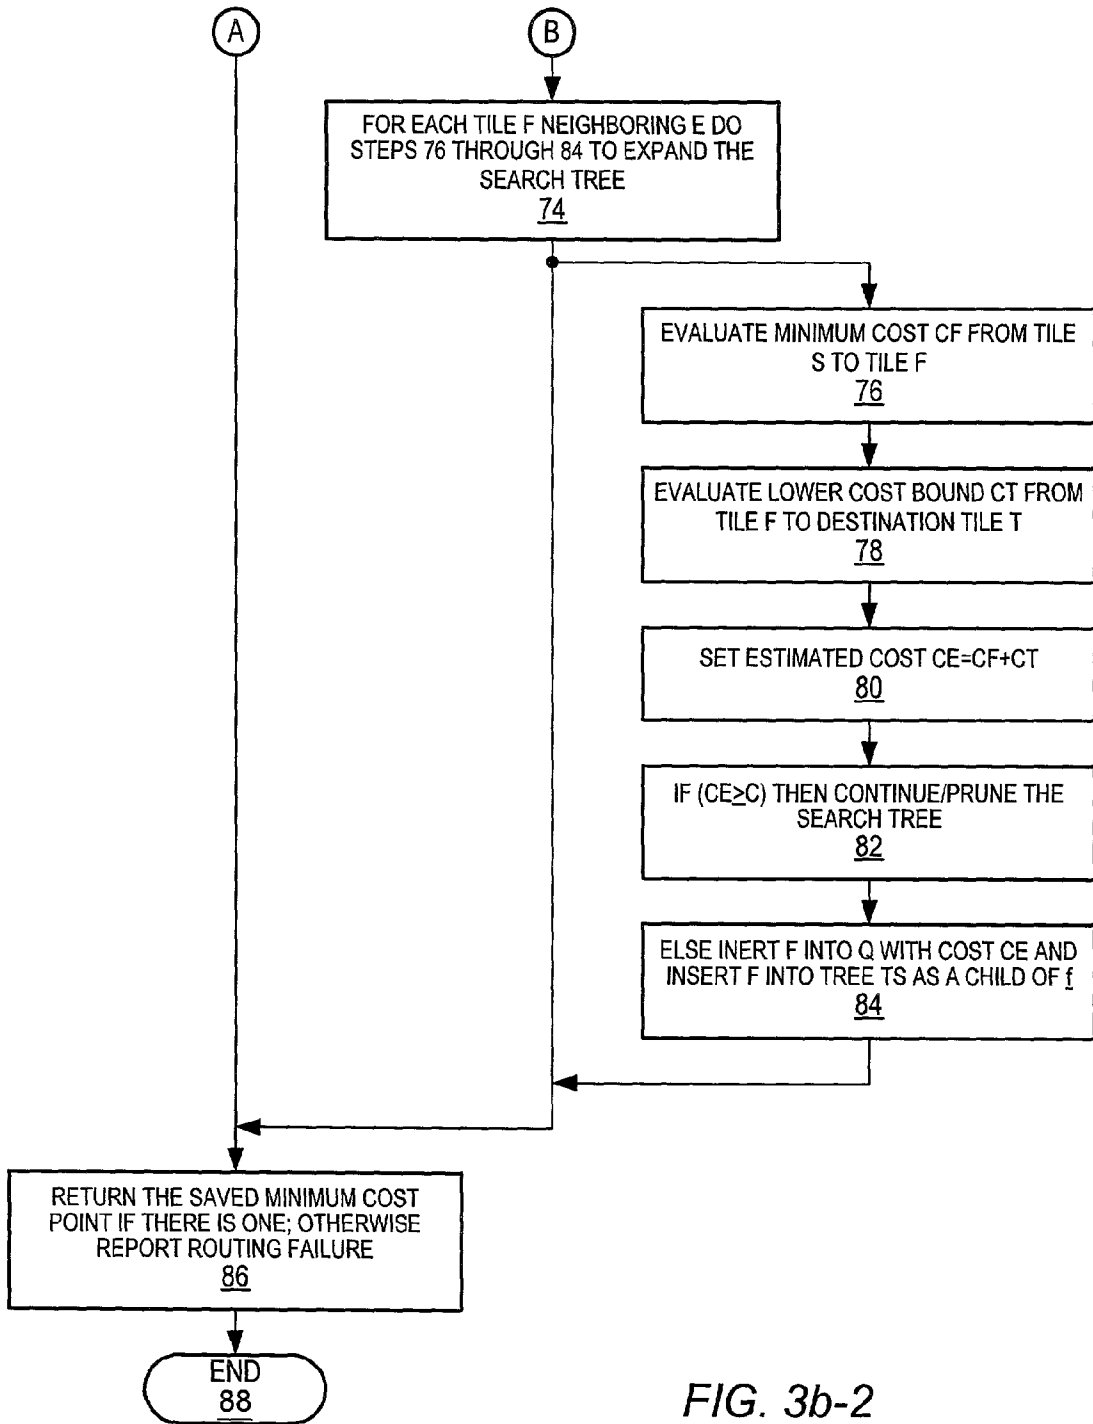 A
B
FOR EACH TILE F NEIGHBORING E DO
STEPS 76 THROUGH 84 TO EXPAND THE
SEARCH TREE
74
EVALUATE MINIMUM COST CF FROM TILE
S TO TILE F
76
EVALUATE LOWER COST BOUND CT FROM
TILE F TO DESTINATION TILE T
78
SET ESTIMATED COST CE=CF+CT
80
IF (CE≥C) THEN CONTINUE/PRUNE THE
SEARCH TREE
82
ELSE INERT F INTO Q WITH COST CE AND
INSERT F INTO TREE TS AS A CHILD OF f
84
RETURN THE SAVED MINIMUM COST
POINT IF THERE IS ONE; OTHERWISE
REPORT ROUTING FAILURE
86
END
88
FIG. 3b-2